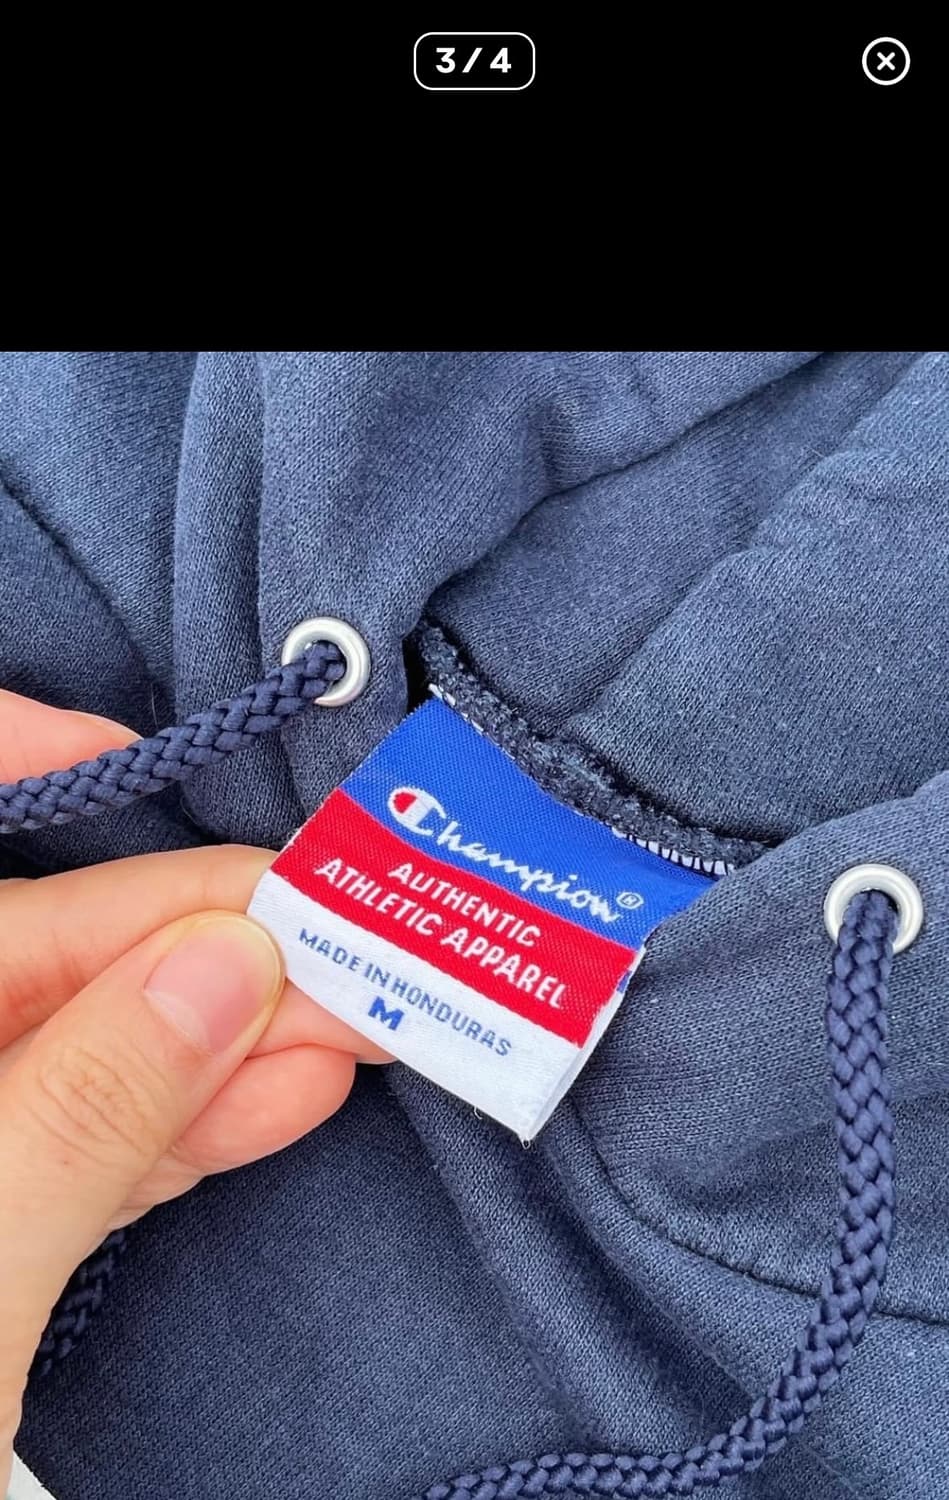 3/4
Champion®
AUTHENTIC
ATHLETIC APPAREL
MADE IN HONDURAS
M